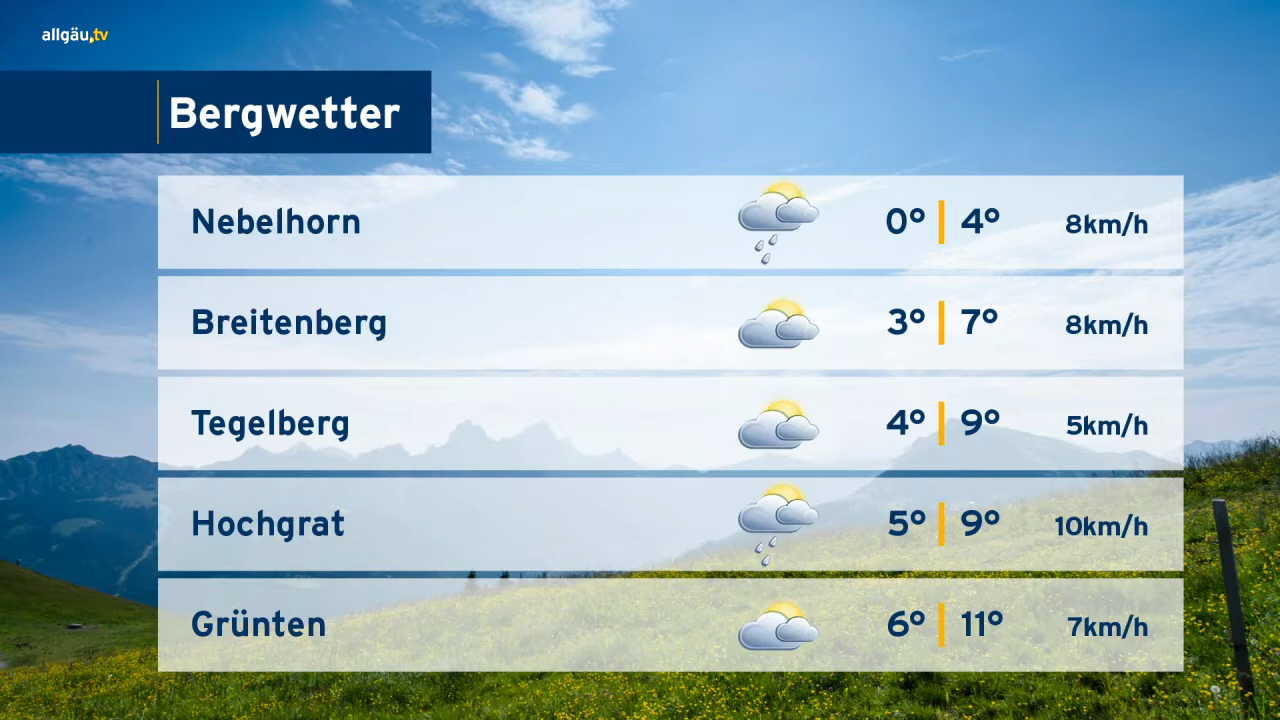 allgäu.tv
Bergwetter
Nebelhorn 0° 4° 8km/h
Breitenberg 3° 7° 8km/h
Tegelberg 4° 9° 5km/h
Hochgrat 5° 9° 10km/h
Grünten 6° 11° 7km/h